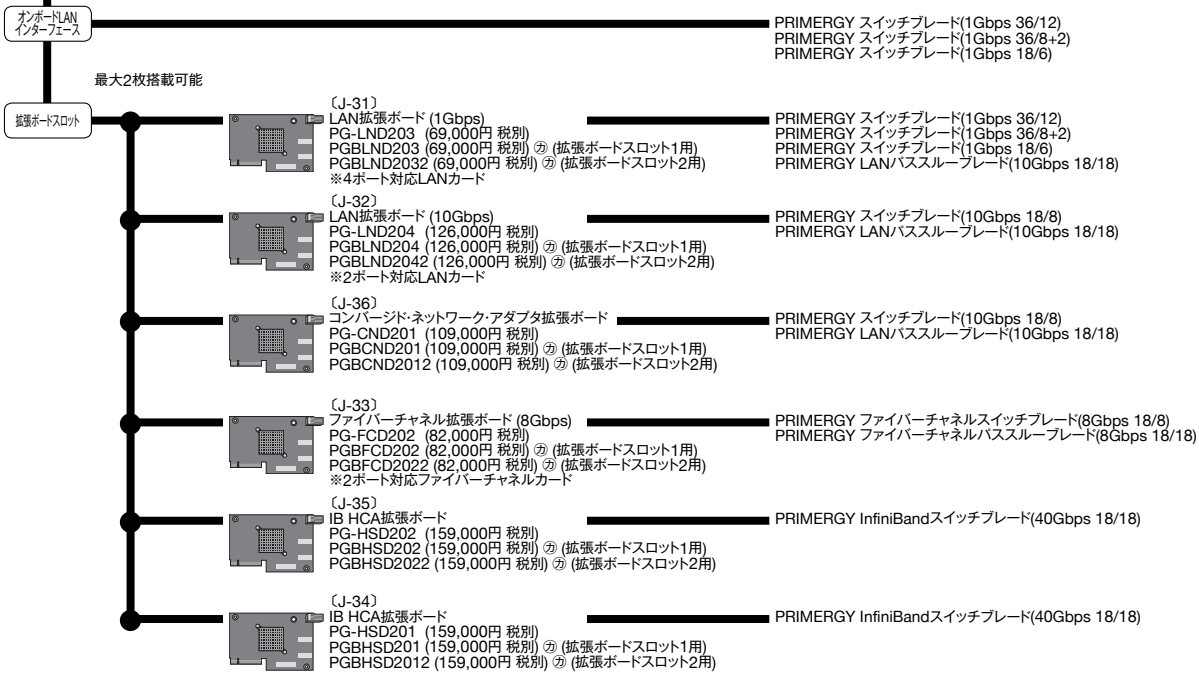 オンボードLAN
インターフェース
PRIMERGY スイッチブレード(1Gbps 36/12)
PRIMERGY スイッチブレード(1Gbps 36/8+2)
PRIMERGY スイッチブレード(1Gbps 18/6)
最大2枚搭載可能
拡張ボードスロット
〔J-31〕
LAN拡張ボード (1Gbps)
PG-LND203 (69,000円 税別)
PGBLND203 (69,000円 税別) ㋕ (拡張ボードスロット1用)
PGBLND2032 (69,000円 税別) ㋕ (拡張ボードスロット2用)
※4ポート対応LANカード
PRIMERGY スイッチブレード(1Gbps 36/12)
PRIMERGY スイッチブレード(1Gbps 36/8+2)
PRIMERGY スイッチブレード(1Gbps 18/6)
PRIMERGY LANパススルーブレード(10Gbps 18/18)
〔J-32〕
LAN拡張ボード (10Gbps)
PG-LND204 (126,000円 税別)
PGBLND204 (126,000円 税別) ㋕ (拡張ボードスロット1用)
PGBLND2042 (126,000円 税別) ㋕ (拡張ボードスロット2用)
※2ポート対応LANカード
PRIMERGY スイッチブレード(10Gbps 18/8)
PRIMERGY LANパススルーブレード(10Gbps 18/18)
〔J-36〕
コンバージド・ネットワーク・アダプタ拡張ボード
PG-CND201 (109,000円 税別)
PGBCND201 (109,000円 税別) ㋕ (拡張ボードスロット1用)
PGBCND2012 (109,000円 税別) ㋕ (拡張ボードスロット2用)
PRIMERGY スイッチブレード(10Gbps 18/8)
PRIMERGY LANパススルーブレード(10Gbps 18/18)
〔J-33〕
ファイバーチャネル拡張ボード (8Gbps)
PG-FCD202 (82,000円 税別)
PGBFCD202 (82,000円 税別) ㋕ (拡張ボードスロット1用)
PGBFCD2022 (82,000円 税別) ㋕ (拡張ボードスロット2用)
※2ポート対応ファイバーチャネルカード
PRIMERGY ファイバーチャネルスイッチブレード(8Gbps 18/8)
PRIMERGY ファイバーチャネルパススルーブレード(8Gbps 18/18)
〔J-35〕
IB HCA拡張ボード
PG-HSD202 (159,000円 税別)
PGBHSD202 (159,000円 税別) ㋕ (拡張ボードスロット1用)
PGBHSD2022 (159,000円 税別) ㋕ (拡張ボードスロット2用)
PRIMERGY InfiniBandスイッチブレード(40Gbps 18/18)
〔J-34〕
IB HCA拡張ボード
PG-HSD201 (159,000円 税別)
PGBHSD201 (159,000円 税別) ㋕ (拡張ボードスロット1用)
PGBHSD2012 (159,000円 税別) ㋕ (拡張ボードスロット2用)
PRIMERGY InfiniBandスイッチブレード(40Gbps 18/18)